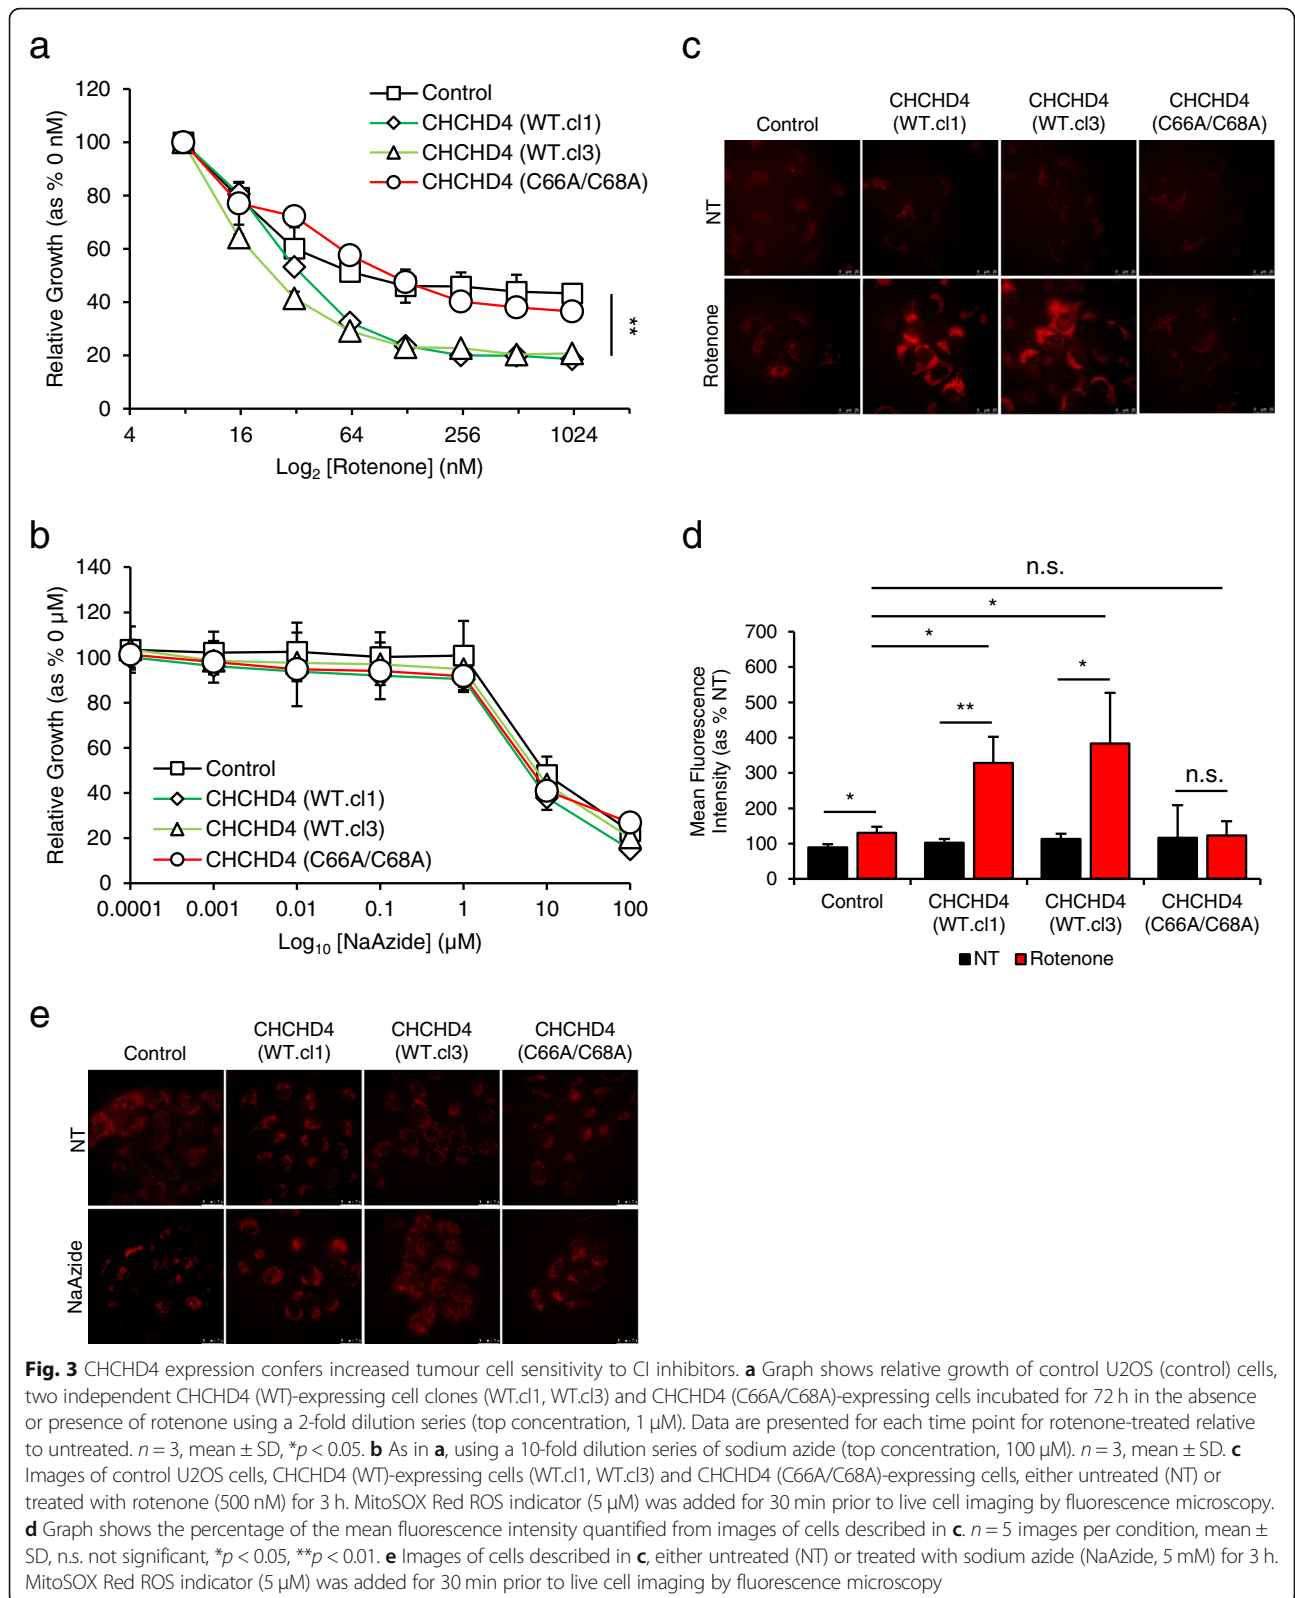 a
120
100
80
60
40
20
0
Relative Growth (as % 0 nM)
Control
CHCHD4 (WT.cl1)
CHCHD4 (WT.cl3)
CHCHD4 (C66A/C68A)
**
4 16 64 256 1024
Log2 [Rotenone] (nM)
c
Control
CHCHD4 (WT.cl1)
CHCHD4 (WT.cl3)
CHCHD4 (C66A/C68A)
NT
Rotenone
b
140
120
100
80
60
40
20
0
Relative Growth (as % 0 µM)
Control
CHCHD4 (WT.cl1)
CHCHD4 (WT.cl3)
CHCHD4 (C66A/C68A)
0.0001 0.001 0.01 0.1 1 10 100
Log10 [NaAzide] (µM)
d
n.s.
*
*
*
**
*
n.s.
700
600
500
400
300
200
100
0
Mean Fluorescence
Intensity (as % NT)
Control
CHCHD4 (WT.cl1)
CHCHD4 (WT.cl3)
CHCHD4 (C66A/C68A)
NT Rotenone
e
Control
CHCHD4 (WT.cl1)
CHCHD4 (WT.cl3)
CHCHD4 (C66A/C68A)
NT
NaAzide
Fig. 3 CHCHD4 expression confers increased tumour cell sensitivity to CI inhibitors. a Graph shows relative growth of control U2OS (control) cells,
two independent CHCHD4 (WT)-expressing cell clones (WT.cl1, WT.cl3) and CHCHD4 (C66A/C68A)-expressing cells incubated for 72 h in the absence
or presence of rotenone using a 2-fold dilution series (top concentration, 1 µM). Data are presented for each time point for rotenone-treated relative
to untreated. n = 3, mean ± SD, *p < 0.05. b As in a, using a 10-fold dilution series of sodium azide (top concentration, 100 µM). n = 3, mean ± SD. c
Images of control U2OS cells, CHCHD4 (WT)-expressing cells (WT.cl1, WT.cl3) and CHCHD4 (C66A/C68A)-expressing cells, either untreated (NT) or
treated with rotenone (500 nM) for 3 h. MitoSOX Red ROS indicator (5 µM) was added for 30 min prior to live cell imaging by fluorescence microscopy.
d Graph shows the percentage of the mean fluorescence intensity quantified from images of cells described in c. n = 5 images per condition, mean ±
SD, n.s. not significant, *p < 0.05, **p < 0.01. e Images of cells described in c, either untreated (NT) or treated with sodium azide (NaAzide, 5 mM) for 3 h.
MitoSOX Red ROS indicator (5 µM) was added for 30 min prior to live cell imaging by fluorescence microscopy